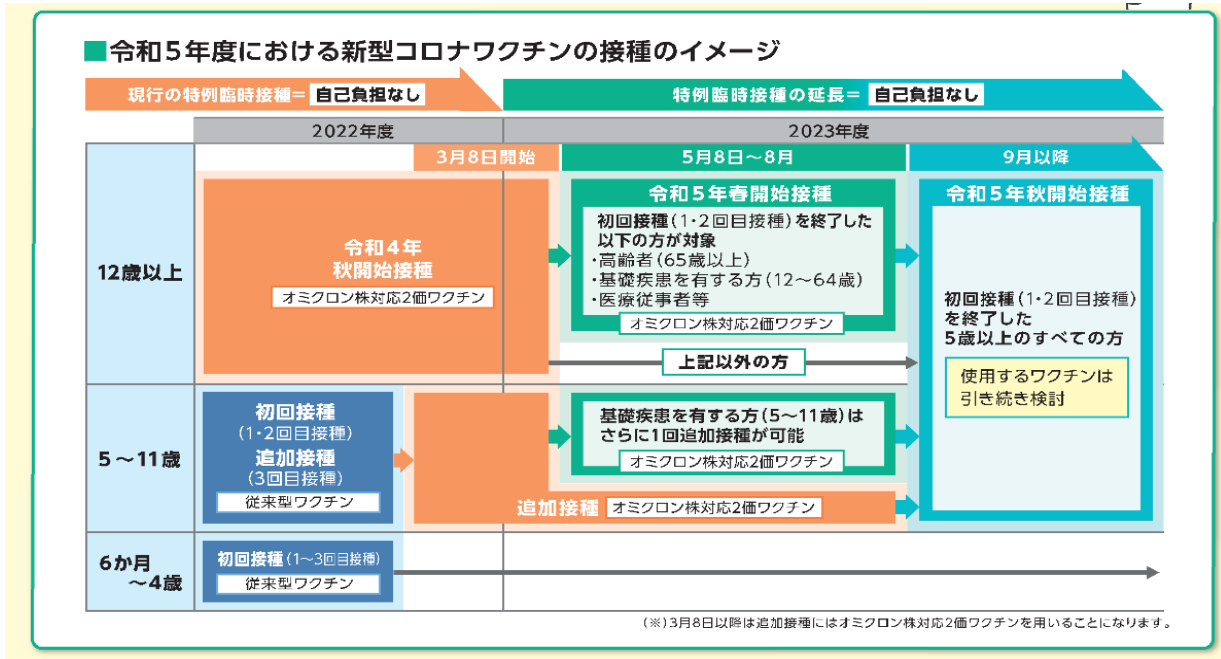 ■令和5年度における新型コロナワクチンの接種のイメージ
現行の特例臨時接種＝ 自己負担なし
特例臨時接種の延長＝ 自己負担なし
2022年度
2023年度
3月8日開始
5月8日～8月
9月以降
12歳以上
令和4年
秋開始接種
オミクロン株対応2価ワクチン
令和5年春開始接種
初回接種（1・2回目接種）を終了した
以下の方が対象
・高齢者（65歳以上）
・基礎疾患を有する方（12～64歳）
・医療従事者等
オミクロン株対応2価ワクチン
上記以外の方
令和5年秋開始接種
初回接種（1・2回目接種）
を終了した
5歳以上のすべての方
使用するワクチンは
引き続き検討
5～11歳
初回接種
（1・2回目接種）
追加接種
（3回目接種）
従来型ワクチン
基礎疾患を有する方（5～11歳）は
さらに1回追加接種が可能
オミクロン株対応2価ワクチン
追加接種 オミクロン株対応2価ワクチン
6か月
～4歳
初回接種（1～3回目接種）
従来型ワクチン
（※）3月8日以降は追加接種にはオミクロン株対応2価ワクチンを用いることになります。